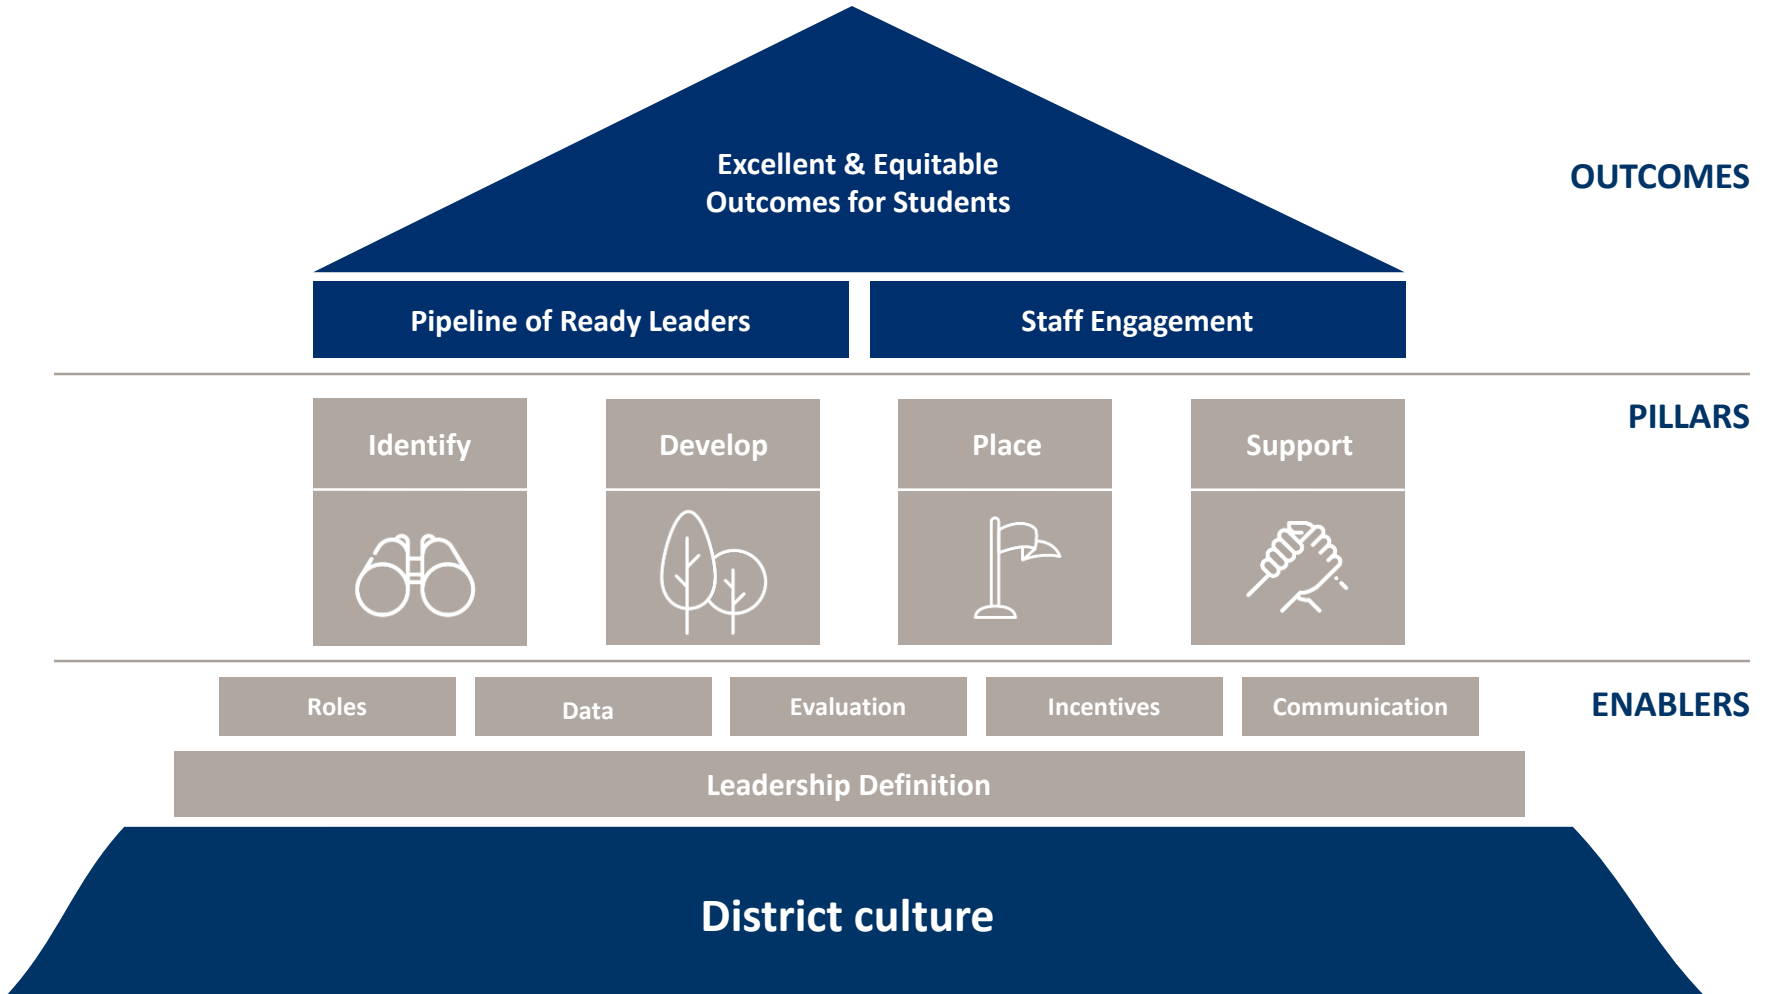 Excellent & Equitable
Outcomes for Students
OUTCOMES
Pipeline of Ready Leaders
Staff Engagement
PILLARS
Identify
Develop
Place
Support
ENABLERS
Roles
Data
Evaluation
Incentives
Communication
Leadership Definition
District culture